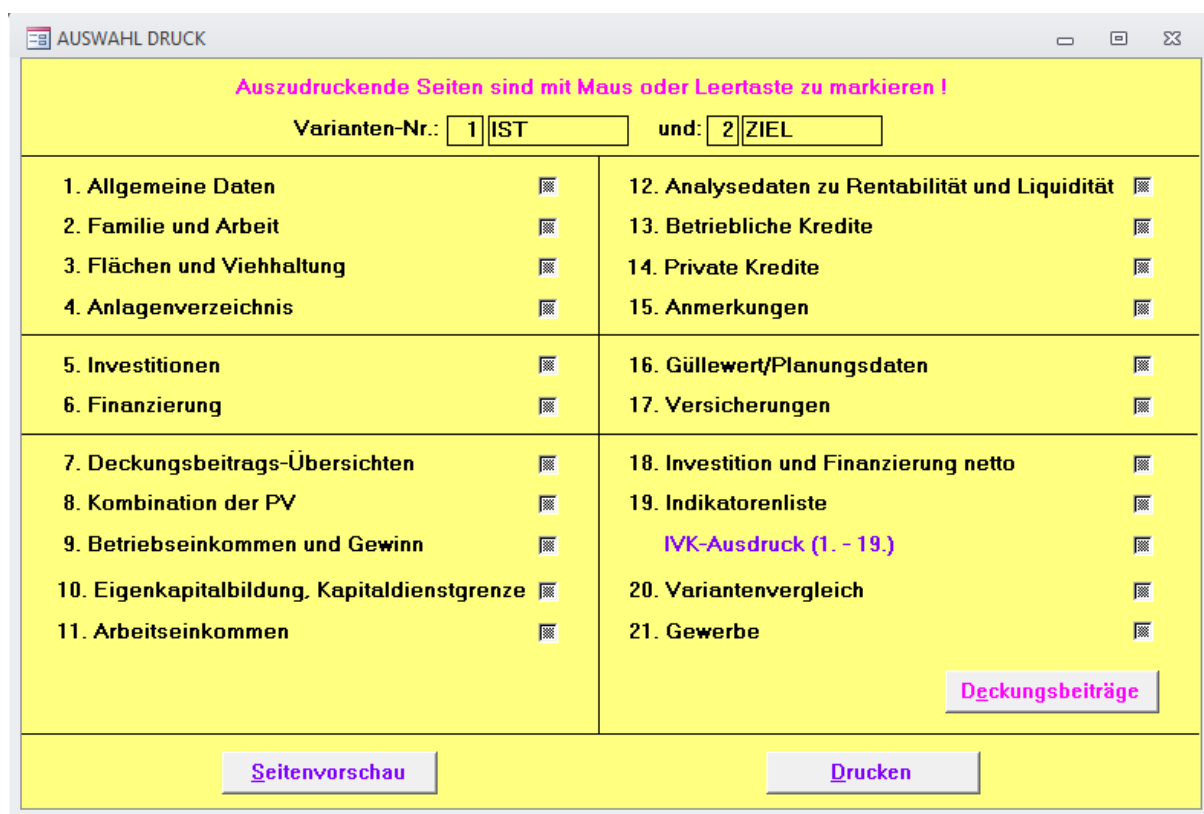 AUSWAHL DRUCK
Auszudruckende Seiten sind mit Maus oder Leertaste zu markieren !
Varianten-Nr.: 1 IST und: 2 ZIEL
1. Allgemeine Daten
2. Familie und Arbeit
3. Flächen und Viehhaltung
4. Anlagenverzeichnis
5. Investitionen
6. Finanzierung
7. Deckungsbeitrags-Übersichten
8. Kombination der PV
9. Betriebseinkommen und Gewinn
10. Eigenkapitalbildung, Kapitaldienstgrenze
11. Arbeitseinkommen
12. Analysedaten zu Rentabilität und Liquidität
13. Betriebliche Kredite
14. Private Kredite
15. Anmerkungen
16. Güllewert/Planungsdaten
17. Versicherungen
18. Investition und Finanzierung netto
19. Indikatorenliste
IVK-Ausdruck (1. - 19.)
20. Variantenvergleich
21. Gewerbe
Deckungsbeiträge
Seitenvorschau
Drucken